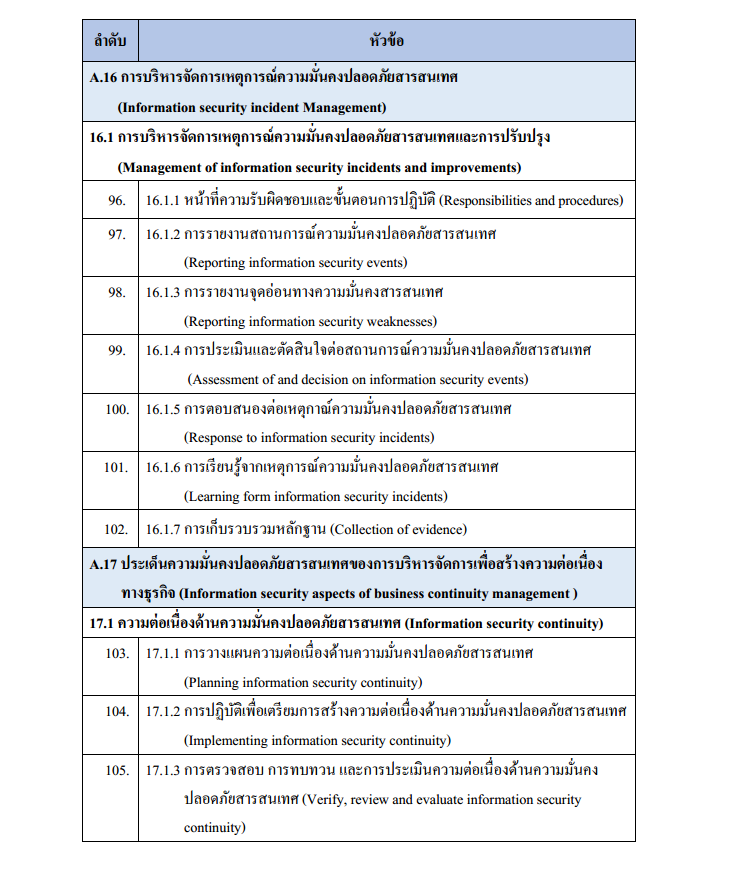 ลำดับ หัวข้อ
A.16 การบริหารจัดการเหตุการณ์ความมั่นคงปลอดภัยสารสนเทศ
(Information security incident Management)
16.1 การบริหารจัดการเหตุการณ์ความมั่นคงปลอดภัยสารสนเทศและการปรับปรุง
(Management of information security incidents and improvements)
96. 16.1.1 หน้าที่ความรับผิดชอบและขั้นตอนการปฏิบัติ (Responsibilities and procedures)
97. 16.1.2 การรายงานสถานการณ์ความมั่นคงปลอดภัยสารสนเทศ
(Reporting information security events)
98. 16.1.3 การรายงานจุดอ่อนทางความมั่นคงสารสนเทศ
(Reporting information security weaknesses)
99. 16.1.4 การประเมินและตัดสินใจต่อสถานการณ์ความมั่นคงปลอดภัยสารสนเทศ
(Assessment of and decision on information security events)
100. 16.1.5 การตอบสนองต่อเหตุกาณ์ความมั่นคงปลอดภัยสารสนเทศ
(Response to information security incidents)
101. 16.1.6 การเรียนรู้จากเหตุการณ์ความมั่นคงปลอดภัยสารสนเทศ
(Learning form information security incidents)
102. 16.1.7 การเก็บรวบรวมหลักฐาน (Collection of evidence)
A.17 ประเด็นความมั่นคงปลอดภัยสารสนเทศของการบริหารจัดการเพื่อสร้างความต่อเนื่อง
ทางธุรกิจ (Information security aspects of business continuity management )
17.1 ความต่อเนื่องด้านความมั่นคงปลอดภัยสารสนเทศ (Information security continuity)
103. 17.1.1 การวางแผนความต่อเนื่องด้านความมั่นคงปลอดภัยสารสนเทศ
(Planning information security continuity)
104. 17.1.2 การปฏิบัติเพื่อเตรียมการสร้างความต่อเนื่องด้านความมั่นคงปลอดภัยสารสนเทศ
(Implementing information security continuity)
105. 17.1.3 การตรวจสอบ การทบทวน และการประเมินความต่อเนื่องด้านความมั่นคง
ปลอดภัยสารสนเทศ (Verify, review and evaluate information security
continuity)